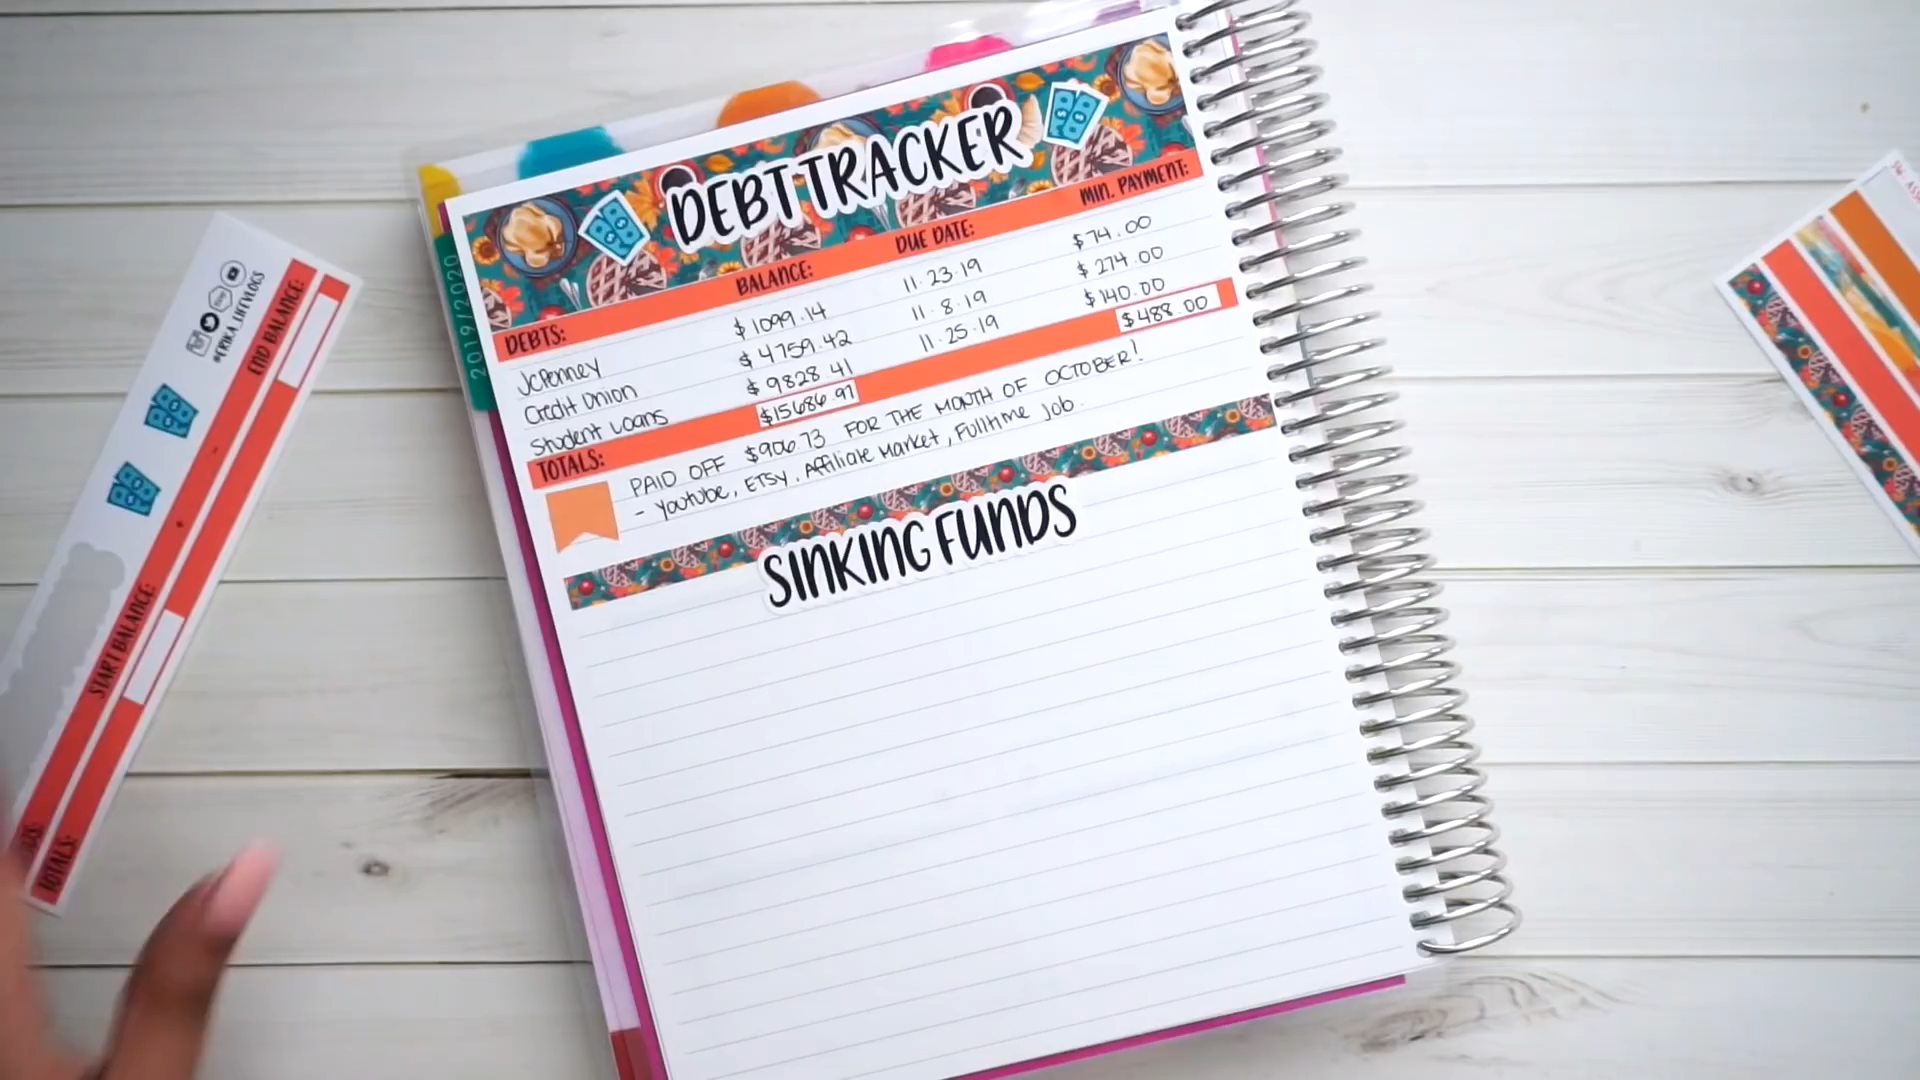 DEBT TRACKER
DEBTS: BALANCE: DUE DATE: MIN. PAYMENT:
JCPenney $1099.14 11.23.19 $74.00
Credit Union $4759.42 11.8.19 $274.00
Student Loans $9828.41 11.25.19 $140.00
TOTALS: $15686.97 $488.00
PAID OFF $906.73 FOR THE MONTH OF OCTOBER!
- Youtube, ETSY, Affiliate Market, Fulltime Job.
SINKING FUNDS
2019/2020
@ERIKA_LIFEVLOGS
START BALANCE: END BALANCE:
TOTALS: